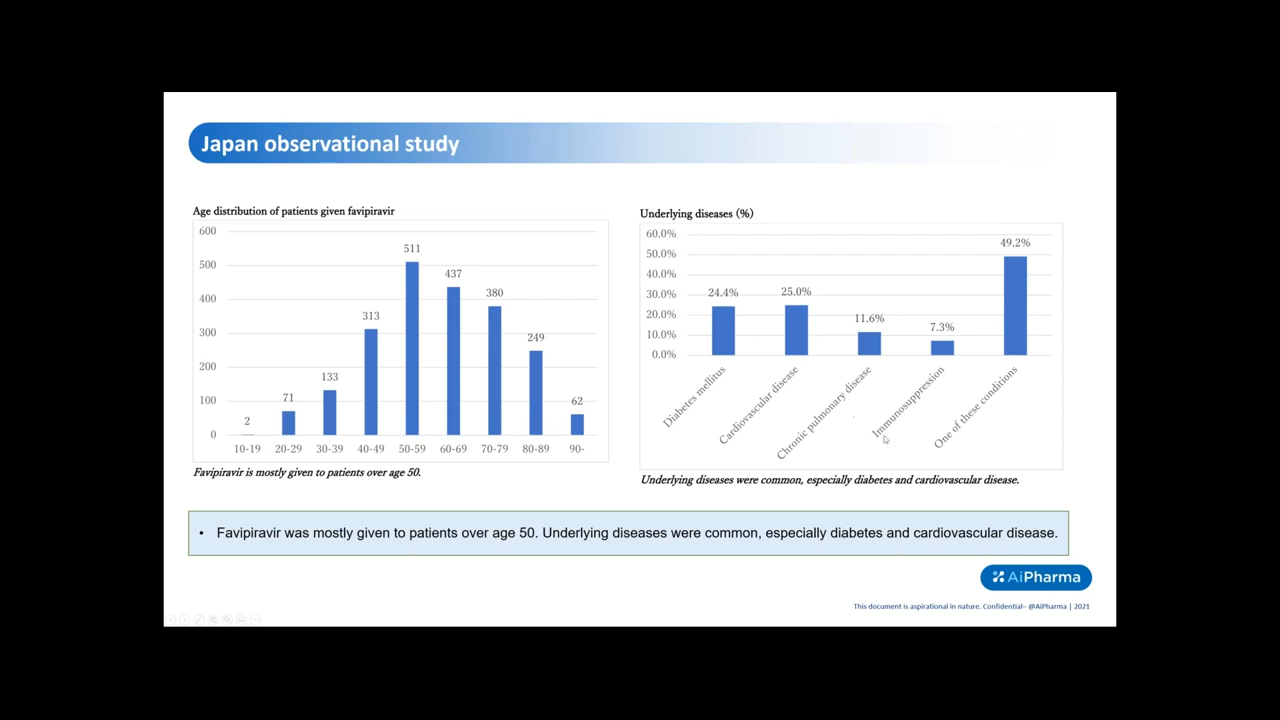 Japan observational study
Age distribution of patients given favipiravir
600
500
400
300
200
100
0
2
71
133
313
511
437
380
249
62
10-19
20-29
30-39
40-49
50-59
60-69
70-79
80-89
90-
Favipiravir is mostly given to patients over age 50.
Underlying diseases (%)
60.0%
50.0%
40.0%
30.0%
20.0%
10.0%
0.0%
24.4%
25.0%
11.6%
7.3%
49.2%
Diabetes mellitus
Cardiovascular disease
Chronic pulmonary disease
Immunosuppression
One of these conditions
Underlying diseases were common, especially diabetes and cardiovascular disease.
• Favipiravir was mostly given to patients over age 50. Underlying diseases were common, especially diabetes and cardiovascular disease.
AiPharma
This document is aspirational in nature. Confidential– @AiPharma | 2021